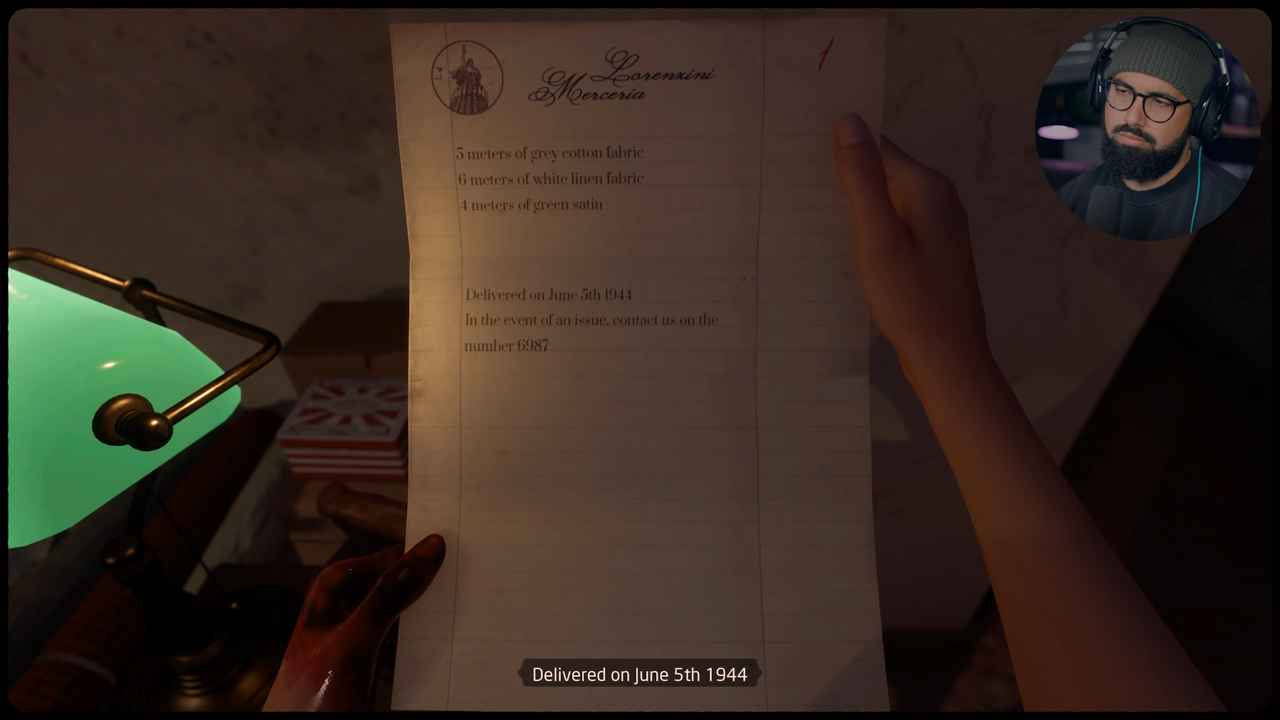 Lorenzini
Merceria
1
5 meters of grey cotton fabric
6 meters of white linen fabric
4 meters of green satin
Delivered on June 5th 1944
In the event of an issue, contact us on the
number 6987
Delivered on June 5th 1944